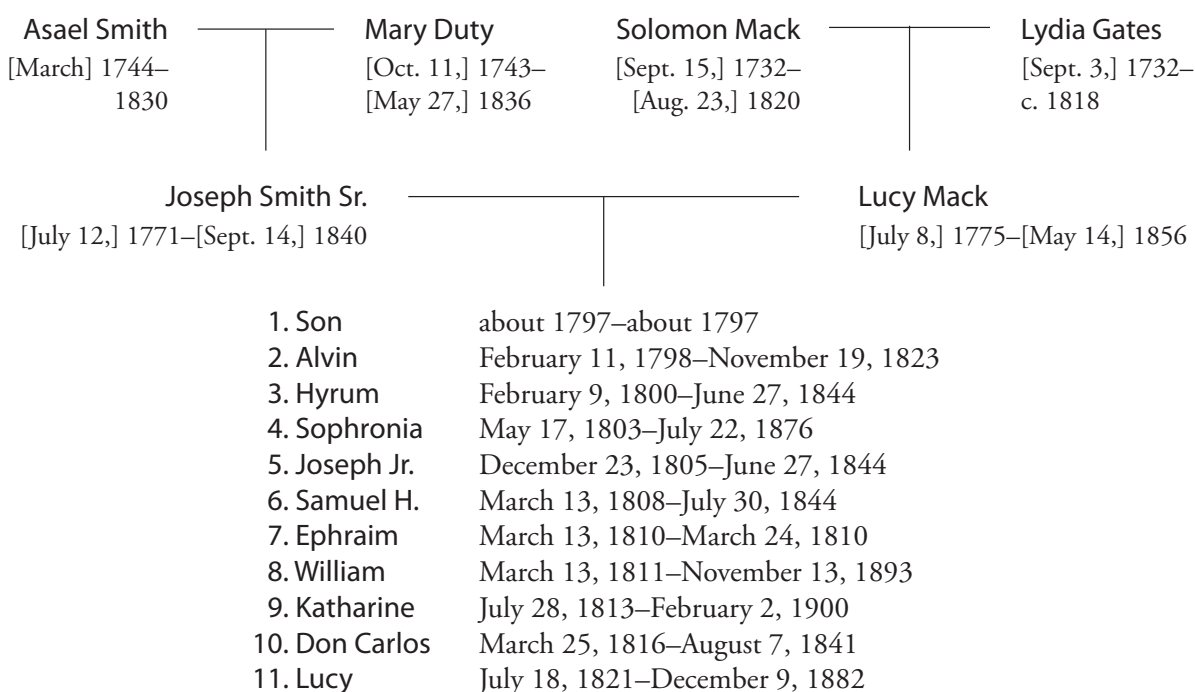 Asael Smith Mary Duty Solomon Mack Lydia Gates
[March] 1744– [Oct. 11,] 1743– [Sept. 15,] 1732– [Sept. 3,] 1732–
1830 [May 27,] 1836 [Aug. 23,] 1820 c. 1818
Joseph Smith Sr. Lucy Mack
[July 12,] 1771–[Sept. 14,] 1840 [July 8,] 1775–[May 14,] 1856
1. Son about 1797–about 1797
2. Alvin February 11, 1798–November 19, 1823
3. Hyrum February 9, 1800–June 27, 1844
4. Sophronia May 17, 1803–July 22, 1876
5. Joseph Jr. December 23, 1805–June 27, 1844
6. Samuel H. March 13, 1808–July 30, 1844
7. Ephraim March 13, 1810–March 24, 1810
8. William March 13, 1811–November 13, 1893
9. Katharine July 28, 1813–February 2, 1900
10. Don Carlos March 25, 1816–August 7, 1841
11. Lucy July 18, 1821–December 9, 1882